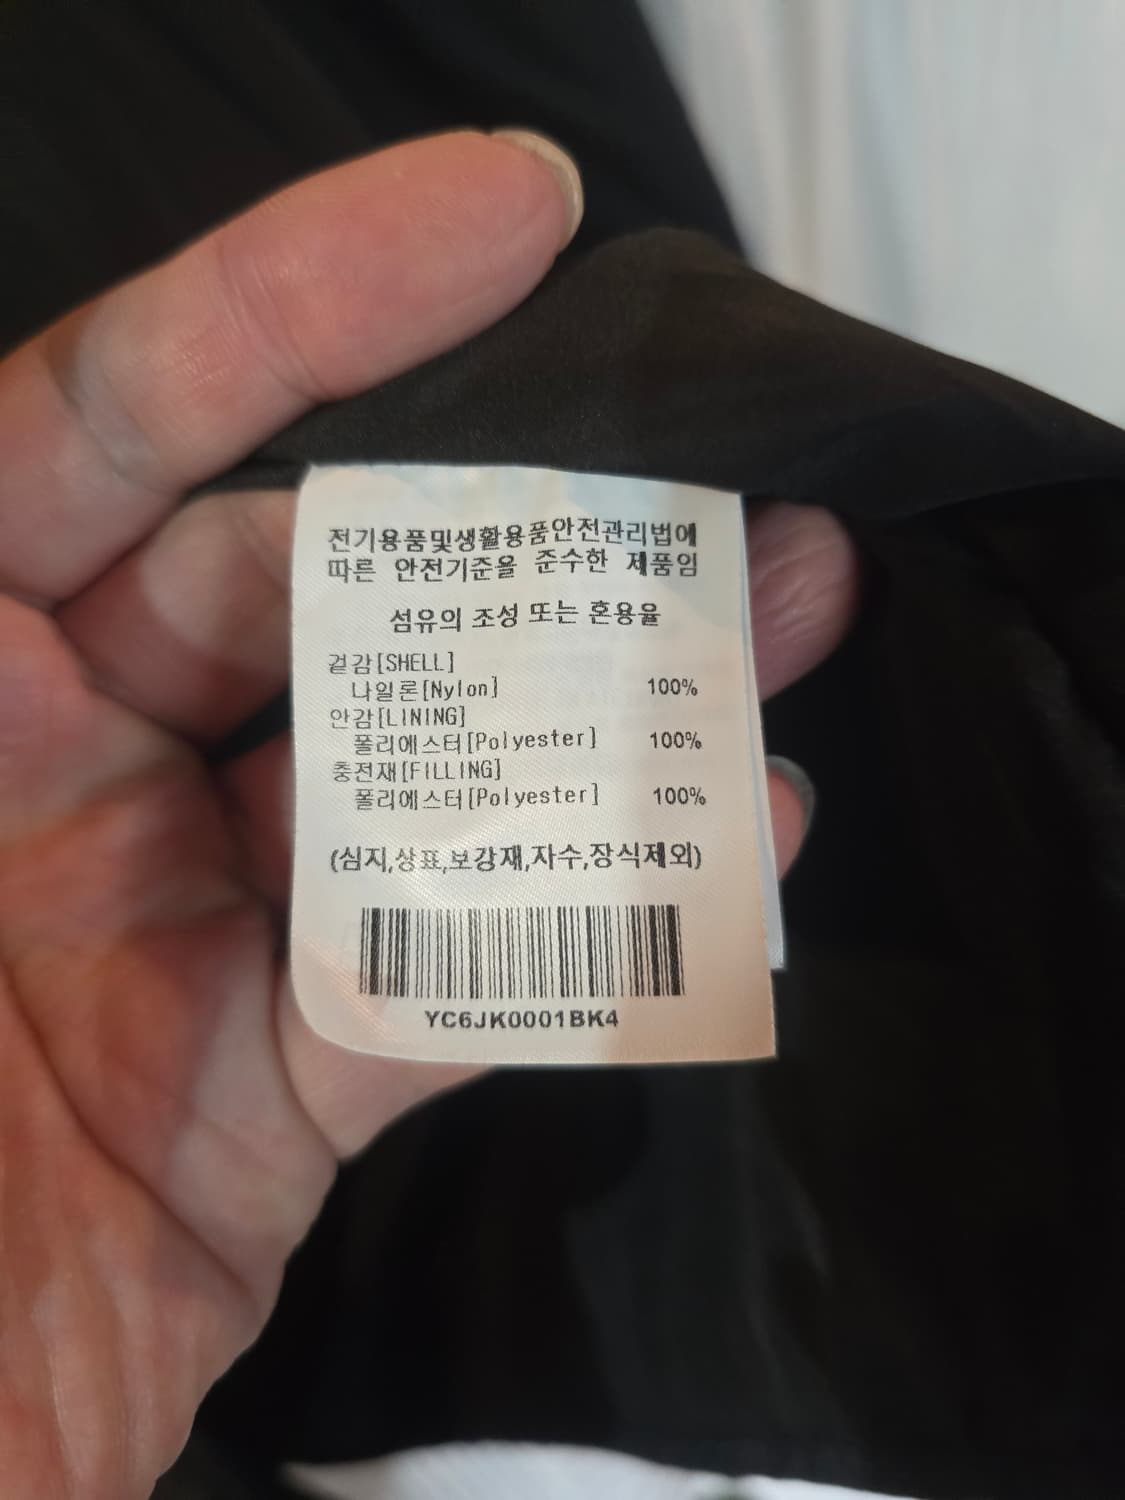 전기용품및생활용품안전관리법에
따른 안전기준을 준수한 제품임
섬유의 조성 또는 혼용율
겉감[SHELL]
나일론[Nylon] 100%
안감[LINING]
폴리에스터[Polyester] 100%
충전재[FILLING]
폴리에스터[Polyester] 100%
(심지,상표,보강재,자수,장식제외)
YC6JK0001BK4